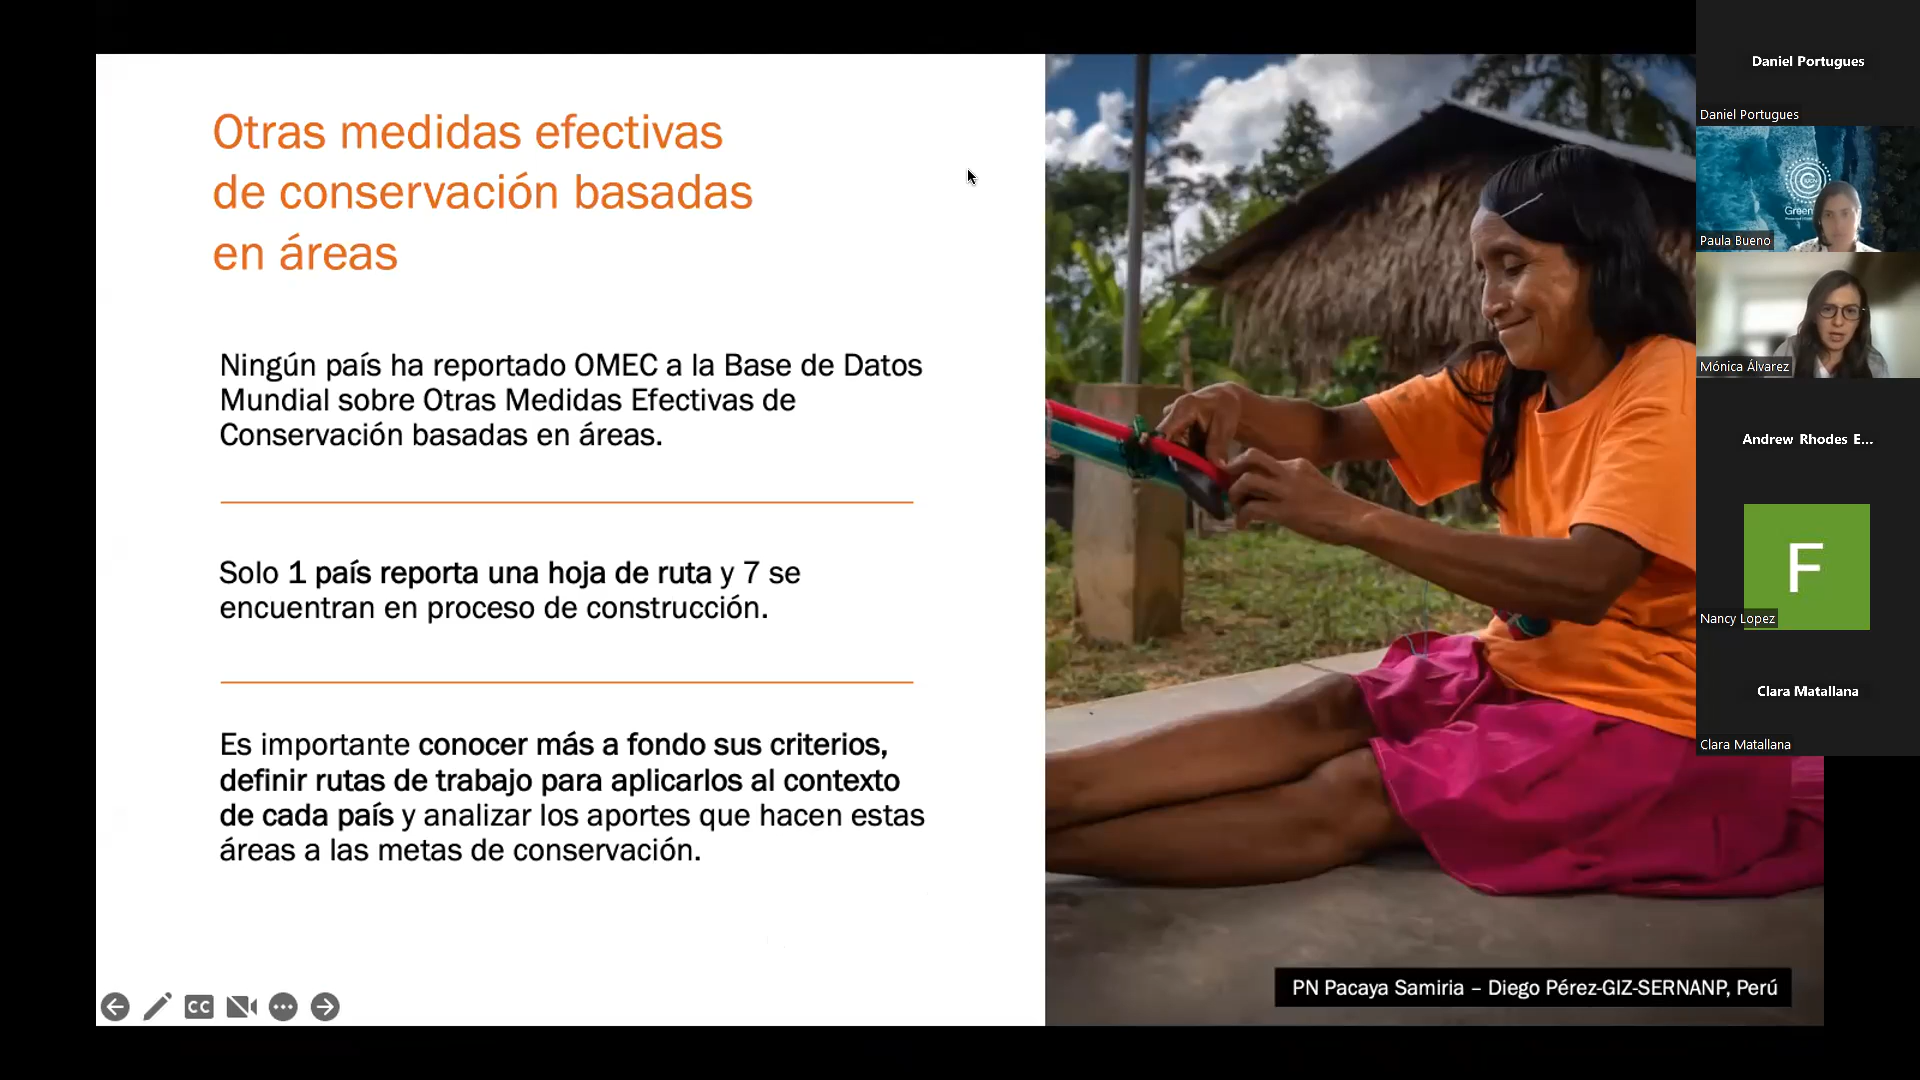 Otras medidas efectivas
de conservación basadas
en áreas
Ningún país ha reportado OMEC a la Base de Datos
Mundial sobre Otras Medidas Efectivas de
Conservación basadas en áreas.
Solo 1 país reporta una hoja de ruta y 7 se
encuentran en proceso de construcción.
Es importante conocer más a fondo sus criterios,
definir rutas de trabajo para aplicarlos al contexto
de cada país y analizar los aportes que hacen estas
áreas a las metas de conservación.
CC
PN Pacaya Samiria – Diego Pérez-GIZ-SERNANP, Perú
Daniel Portugues
Daniel Portugues
Green
Paula Bueno
Mónica Álvarez
Andrew Rhodes E...
F
Nancy Lopez
Clara Matallana
Clara Matallana